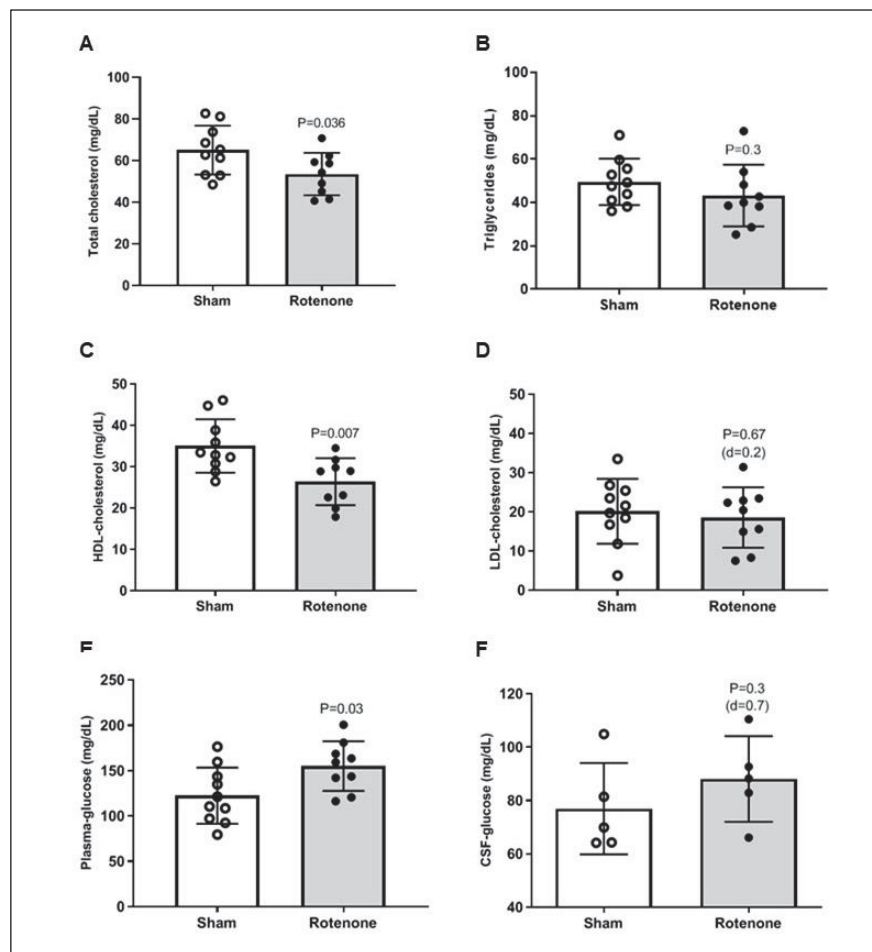 A
Total cholesterol (mg/dL)
100
80
60
40
20
0
P=0.036
Sham
Rotenone
B
Triglycerides (mg/dL)
100
80
60
40
20
0
P=0.3
Sham
Rotenone
C
HDL-cholesterol (mg/dL)
50
40
30
20
10
0
P=0.007
Sham
Rotenone
D
LDL-cholesterol (mg/dL)
50
40
30
20
10
0
P=0.67
(d=0.2)
Sham
Rotenone
E
Plasma-glucose (mg/dL)
250
200
150
100
50
0
P=0.03
Sham
Rotenone
F
CSF-glucose (mg/dL)
120
100
80
60
40
P=0.3
(d=0.7)
Sham
Rotenone